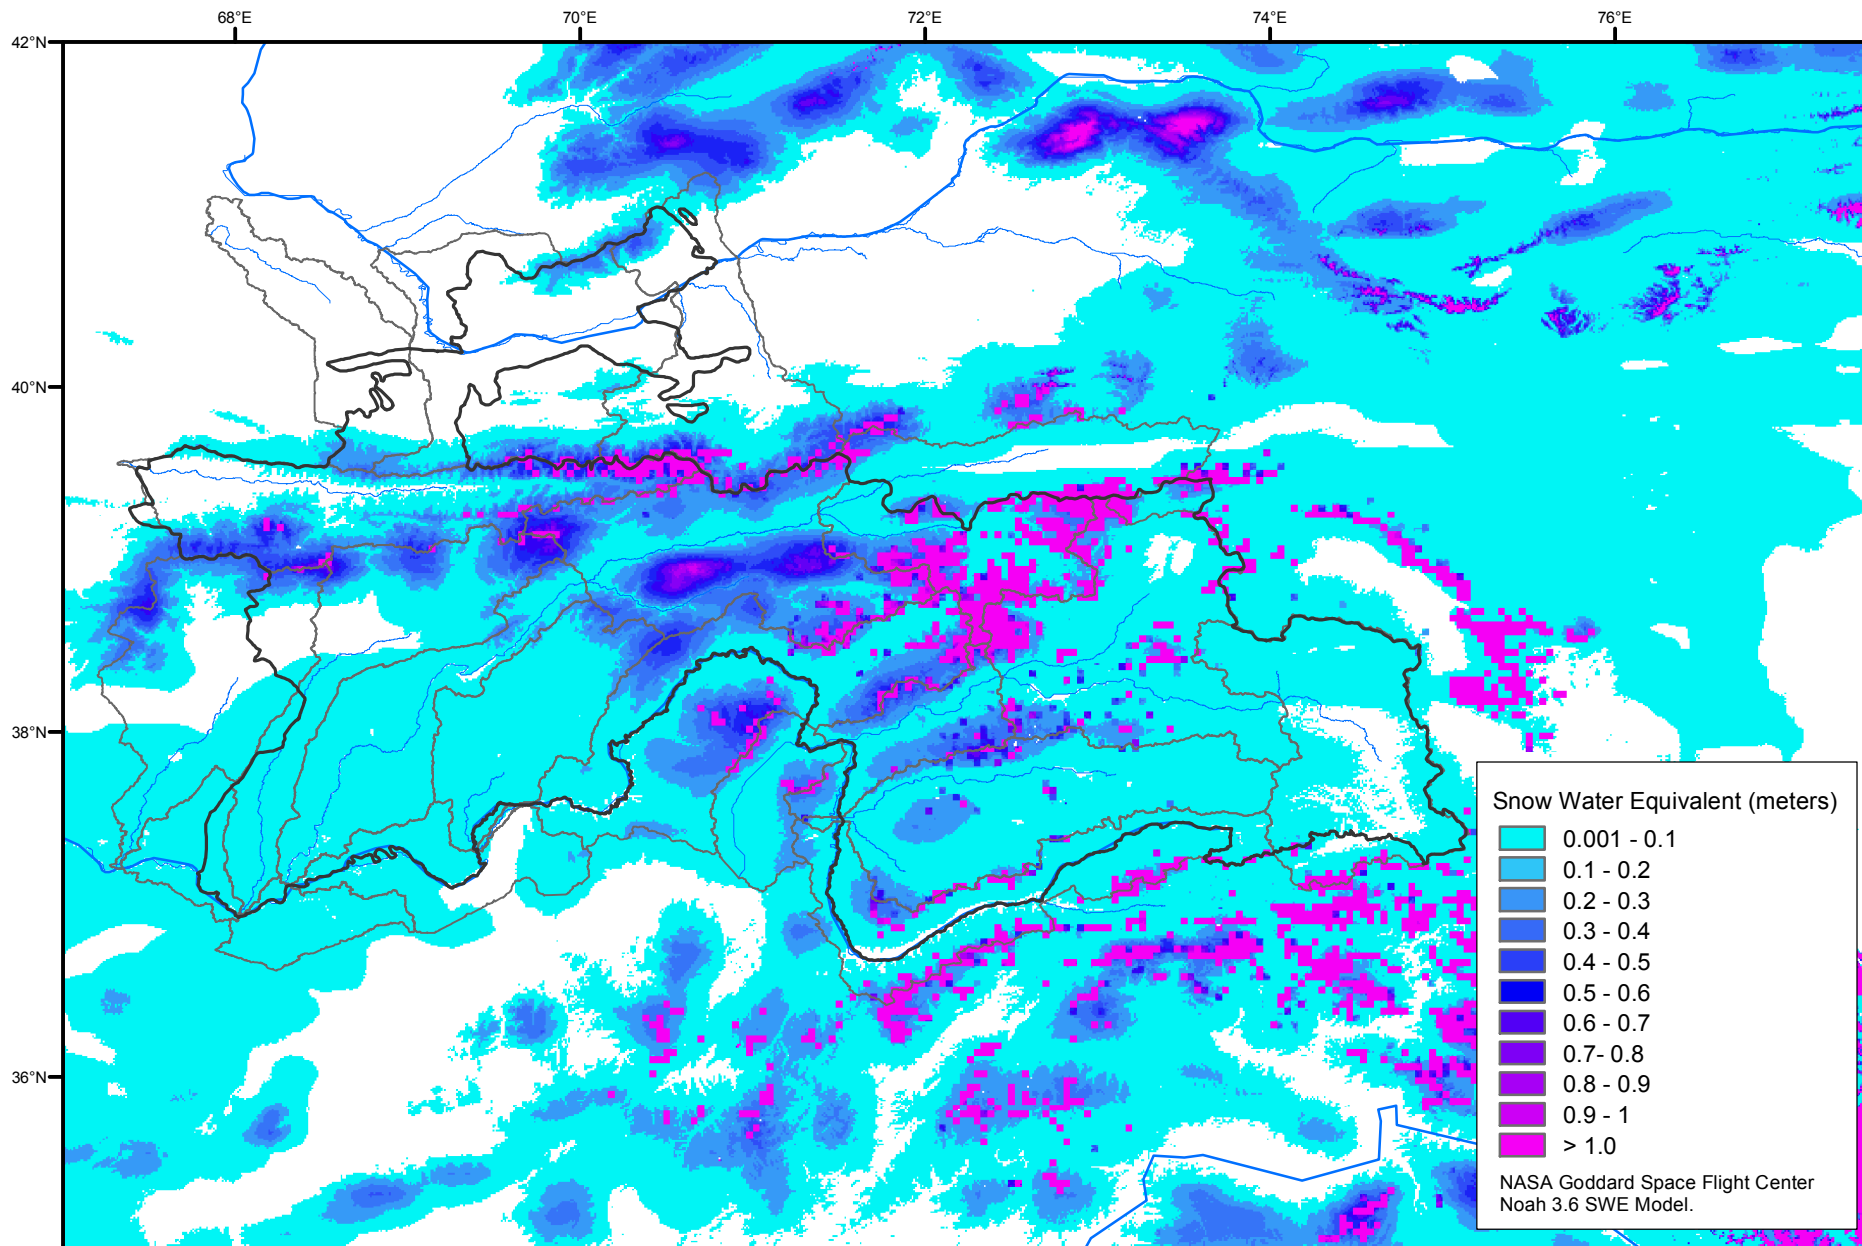 68°E 70°E 72°E 74°E 76°E
42°N
40°N
38°N
36°N
Snow Water Equivalent (meters)
0.001 - 0.1
0.1 - 0.2
0.2 - 0.3
0.3 - 0.4
0.4 - 0.5
0.5 - 0.6
0.6 - 0.7
0.7- 0.8
0.8 - 0.9
0.9 - 1
> 1.0
NASA Goddard Space Flight Center
Noah 3.6 SWE Model.